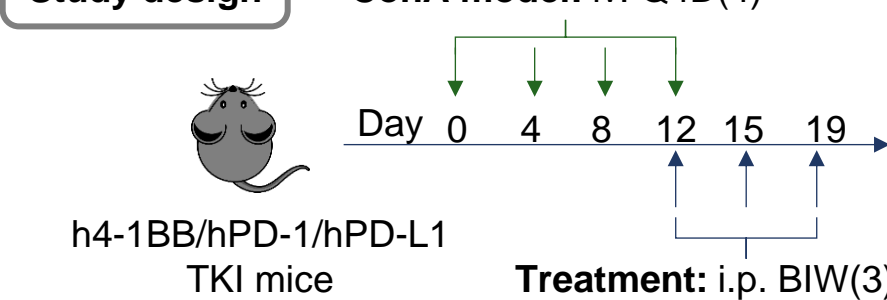 Study design
ConA model: i.v. Q4D(4)
Day 0 4 8 12 15 19
h4-1BB/hPD-1/hPD-L1
TKI mice
Treatment: i.p. BIW(3)